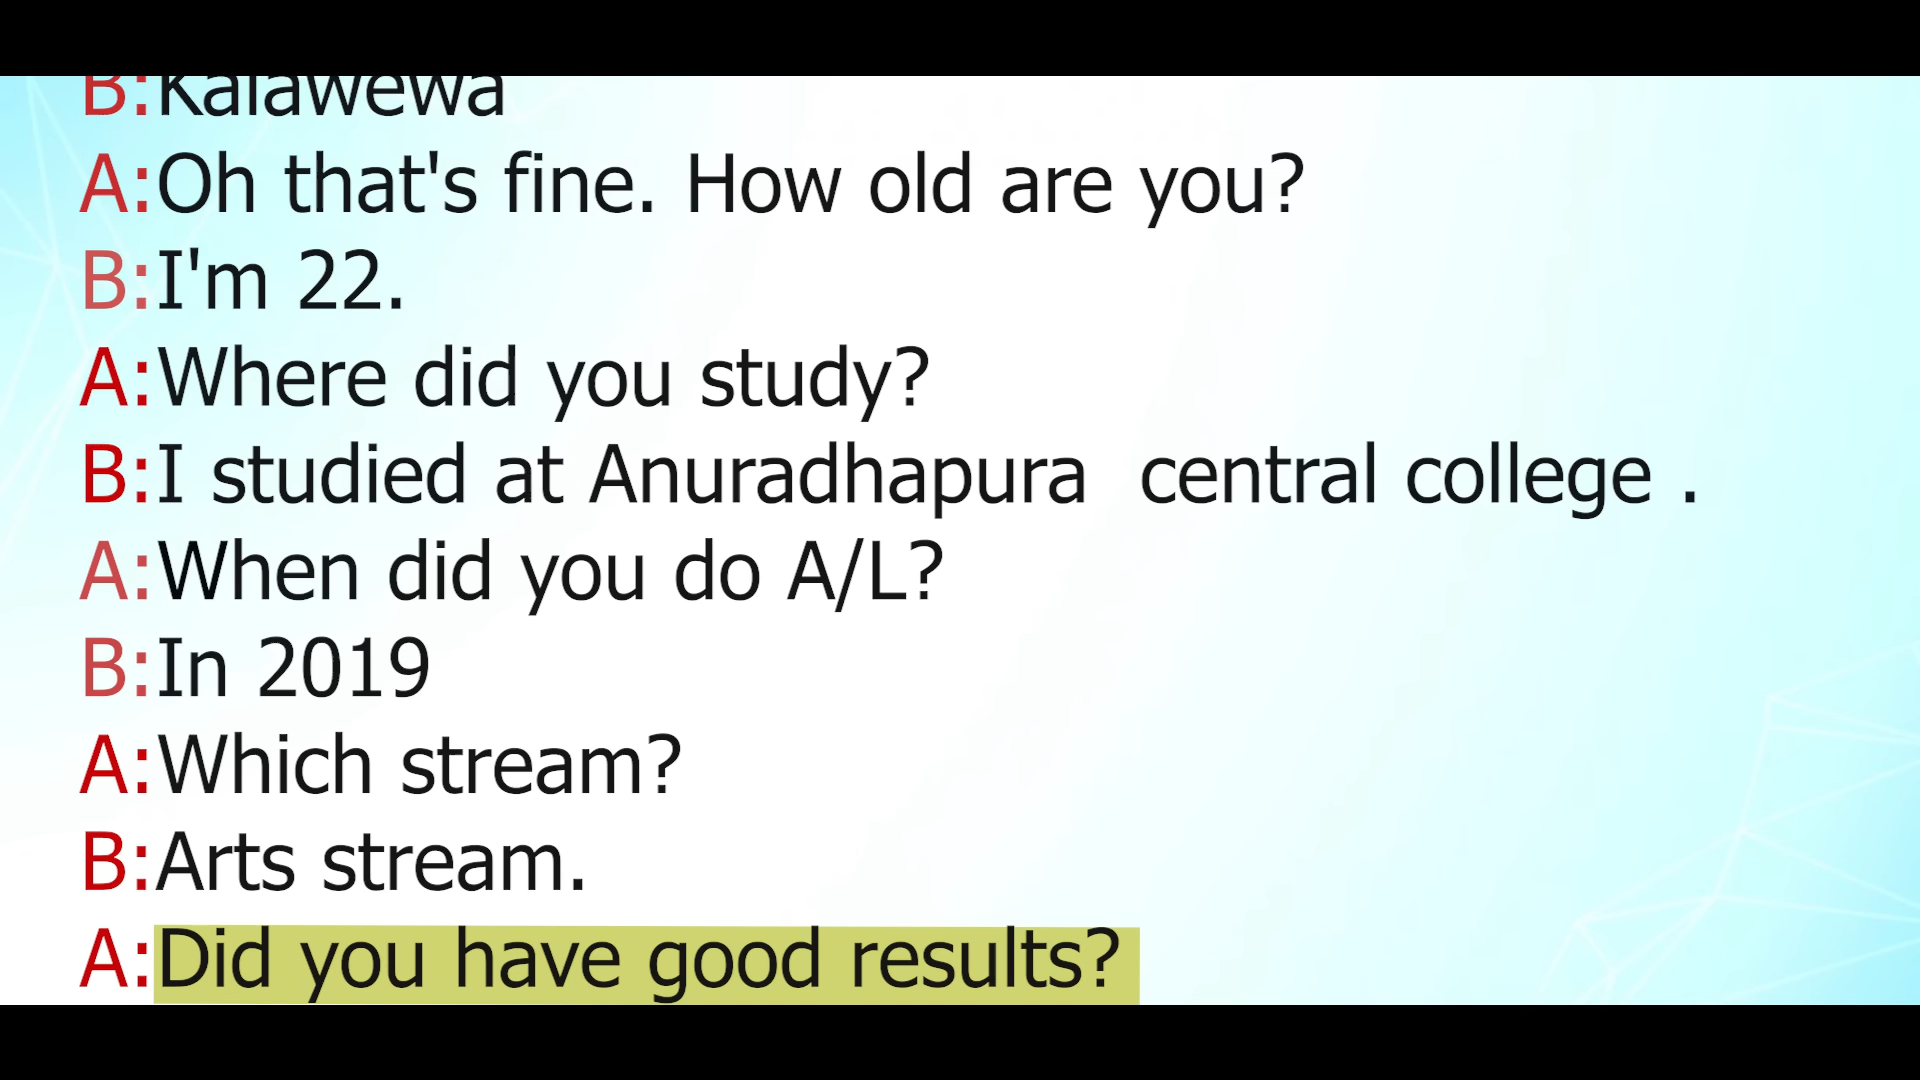 B:Kalawewa
A:Oh that's fine. How old are you?
B:I'm 22.
A:Where did you study?
B:I studied at Anuradhapura  central college .
A:When did you do A/L?
B:In 2019
A:Which stream?
B:Arts stream.
A:Did you have good results?